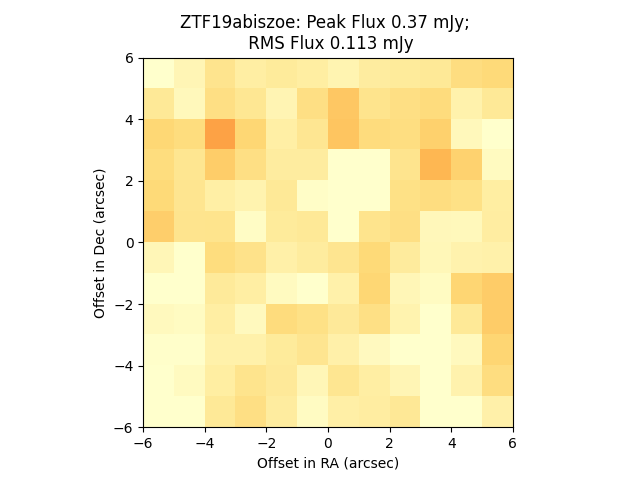 ZTF19abiszoe: Peak Flux 0.37 mJy;
RMS Flux 0.113 mJy
6
4
2
0
−2
−4
−6
Offset in Dec (arcsec)
−6 −4 −2 0 2 4 6
Offset in RA (arcsec)